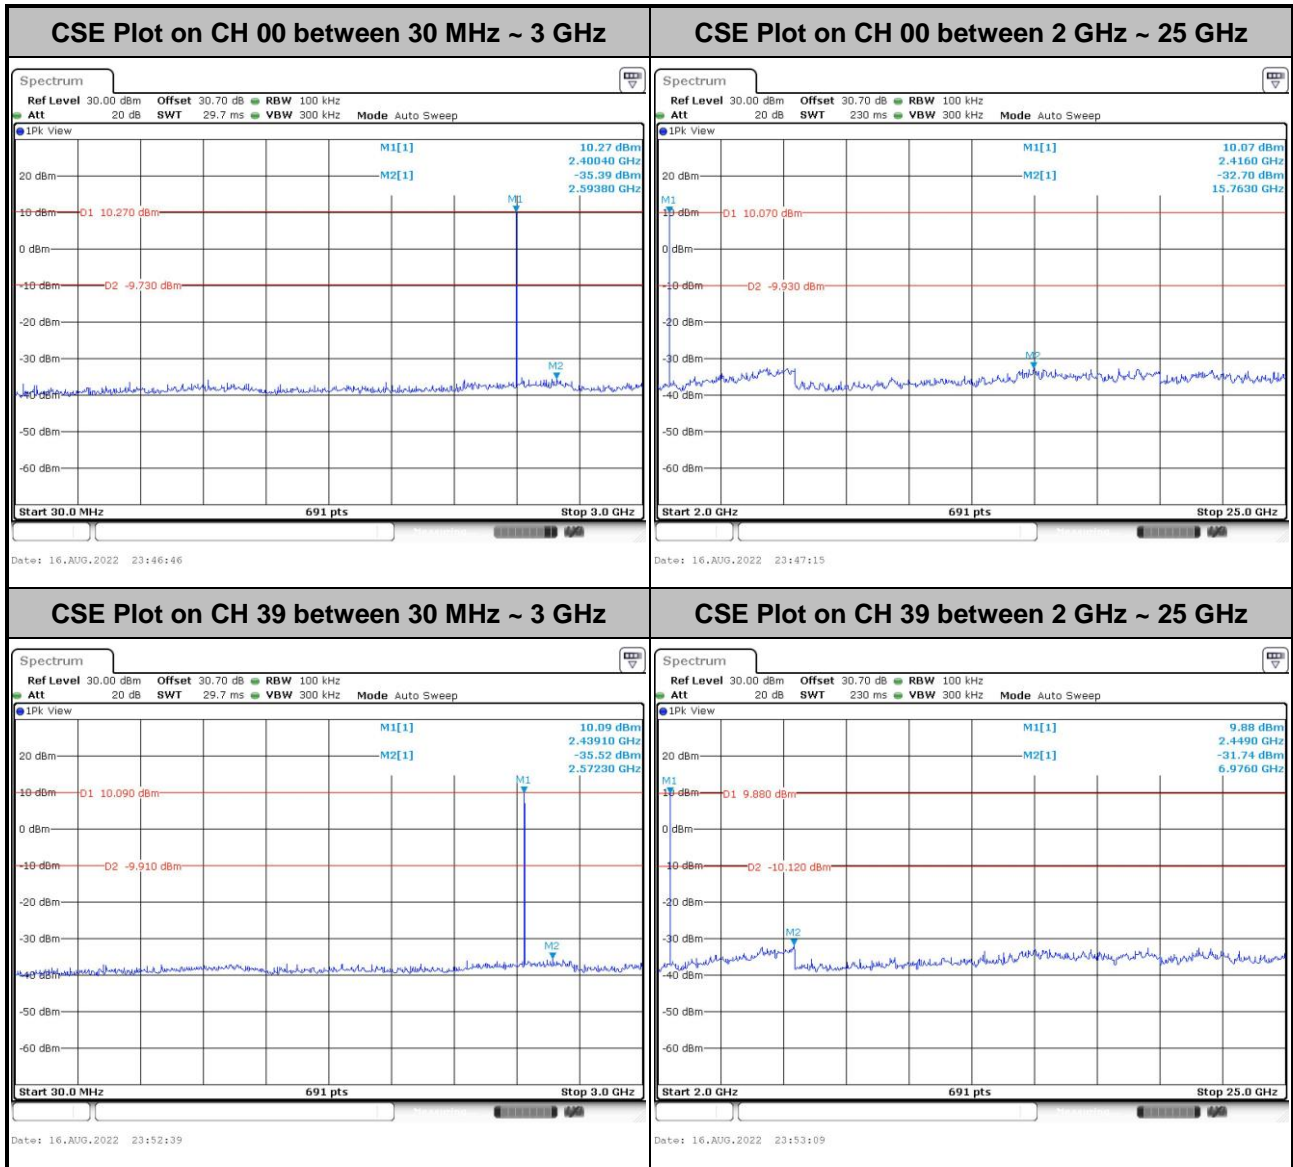 CSE Plot on CH 00 between 30 MHz ~ 3 GHz
Spectrum
Ref Level 30.00 dBm Offset 30.70 dB RBW 100 kHz
Att 20 dB SWT 29.7 ms VBW 300 kHz Mode Auto Sweep
1Pk View
M1[1] 10.27 dBm
2.40040 GHz
M2[1] -35.39 dBm
2.59380 GHz
20 dBm
M1
10 dBm D1 10.270 dBm
0 dBm
-10 dBm D2 -9.730 dBm
-20 dBm
-30 dBm
M2
-40 dBm
-50 dBm
-60 dBm
Start 30.0 MHz 691 pts Stop 3.0 GHz
Date: 16.AUG.2022 23:46:46
CSE Plot on CH 00 between 2 GHz ~ 25 GHz
Spectrum
Ref Level 30.00 dBm Offset 30.70 dB RBW 100 kHz
Att 20 dB SWT 230 ms VBW 300 kHz Mode Auto Sweep
1Pk View
M1[1] 10.07 dBm
2.4160 GHz
M2[1] -32.70 dBm
15.7630 GHz
20 dBm
M1
10 dBm D1 10.070 dBm
0 dBm
-10 dBm D2 -9.930 dBm
-20 dBm
-30 dBm
M2
-40 dBm
-50 dBm
-60 dBm
Start 2.0 GHz 691 pts Stop 25.0 GHz
Date: 16.AUG.2022 23:47:15
CSE Plot on CH 39 between 30 MHz ~ 3 GHz
Spectrum
Ref Level 30.00 dBm Offset 30.70 dB RBW 100 kHz
Att 20 dB SWT 29.7 ms VBW 300 kHz Mode Auto Sweep
1Pk View
M1[1] 10.09 dBm
2.43910 GHz
M2[1] -35.52 dBm
2.57230 GHz
20 dBm
M1
10 dBm D1 10.090 dBm
0 dBm
-10 dBm D2 -9.910 dBm
-20 dBm
-30 dBm
M2
-40 dBm
-50 dBm
-60 dBm
Start 30.0 MHz 691 pts Stop 3.0 GHz
Date: 16.AUG.2022 23:52:39
CSE Plot on CH 39 between 2 GHz ~ 25 GHz
Spectrum
Ref Level 30.00 dBm Offset 30.70 dB RBW 100 kHz
Att 20 dB SWT 230 ms VBW 300 kHz Mode Auto Sweep
1Pk View
M1[1] 9.88 dBm
2.4490 GHz
M2[1] -31.74 dBm
6.9760 GHz
20 dBm
M1
10 dBm D1 9.880 dBm
0 dBm
-10 dBm D2 -10.120 dBm
-20 dBm
M2
-30 dBm
-40 dBm
-50 dBm
-60 dBm
Start 2.0 GHz 691 pts Stop 25.0 GHz
Date: 16.AUG.2022 23:53:09